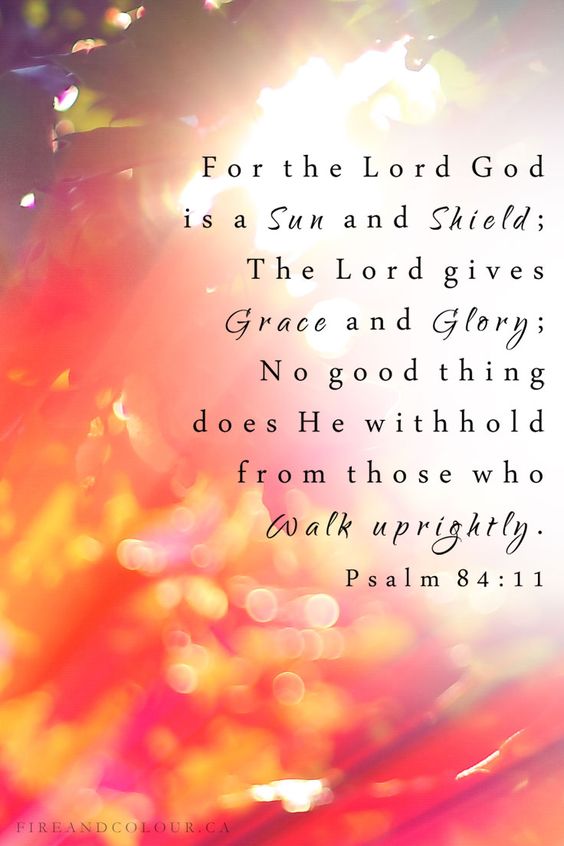 For the Lord God
is a Sun and Shield;
The Lord gives
Grace and Glory;
No good thing
does He withhold
from those who
Walk uprightly.
Psalm 84:11
FIREANDCOLOUR.CA